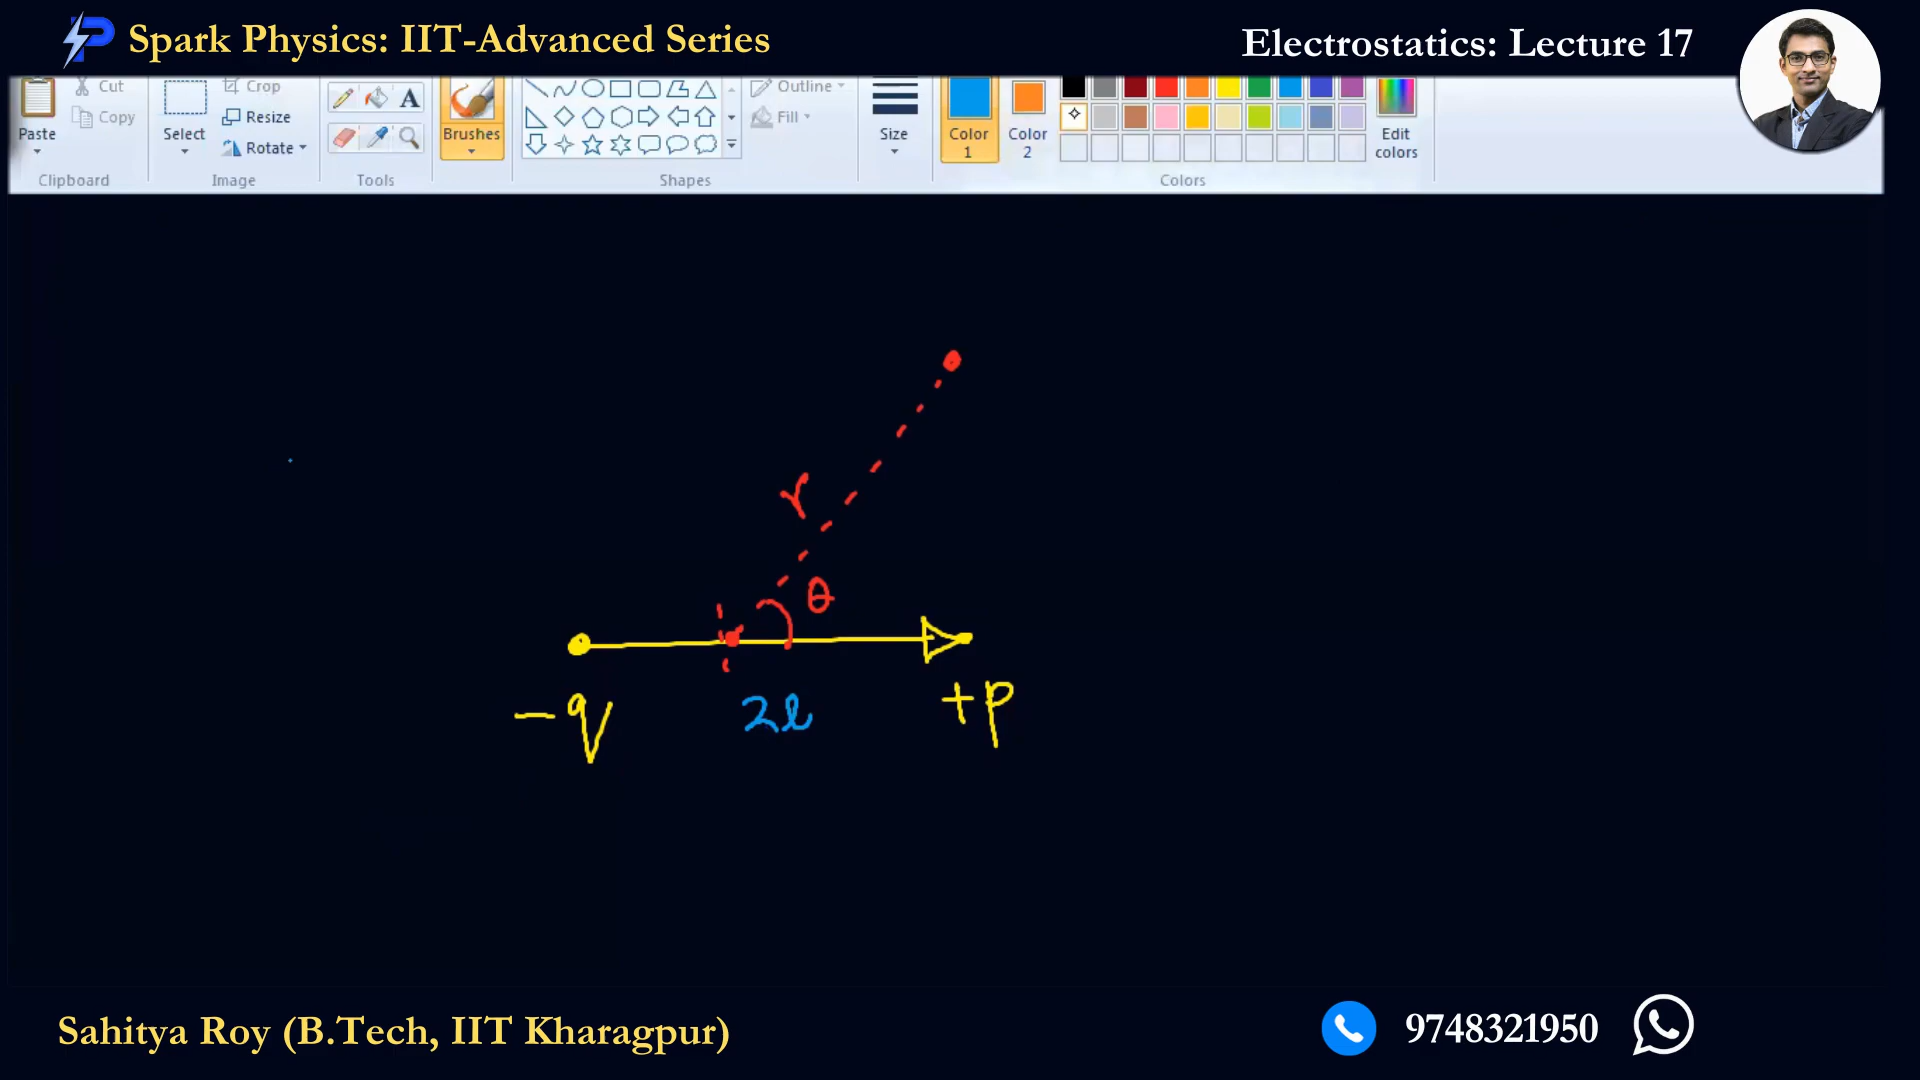 Spark Physics: IIT-Advanced Series
Electrostatics: Lecture 17
Cut
Crop
Outline
Copy
Resize
Fill
Paste
Select
Rotate
Brushes
Size
Color 1
Color 2
Edit colors
Clipboard
Image
Tools
Shapes
Colors
r
θ
-q
2l
+p
Sahitya Roy (B.Tech, IIT Kharagpur)
9748321950